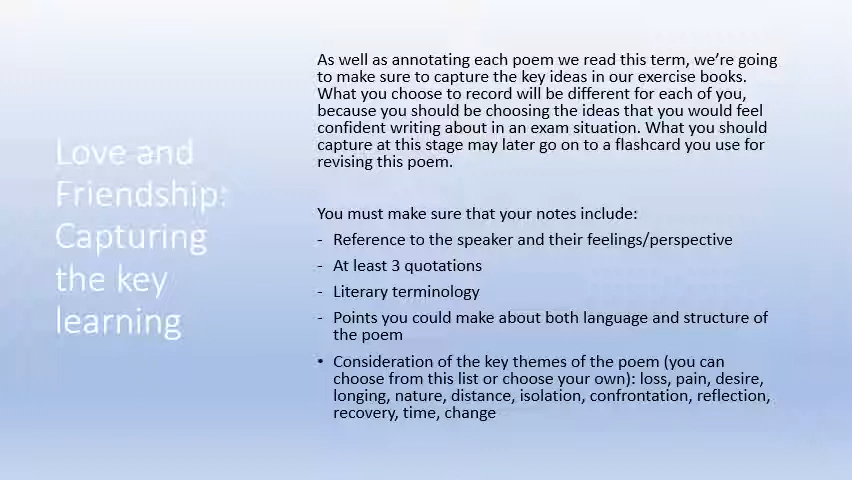 Love and
Friendship:
Capturing
the key
learning
As well as annotating each poem we read this term, we’re going
to make sure to capture the key ideas in our exercise books.
What you choose to record will be different for each of you,
because you should be choosing the ideas that you would feel
confident writing about in an exam situation. What you should
capture at this stage may later go on to a flashcard you use for
revising this poem.
You must make sure that your notes include:
- Reference to the speaker and their feelings/perspective
- At least 3 quotations
- Literary terminology
- Points you could make about both language and structure of
the poem
• Consideration of the key themes of the poem (you can
choose from this list or choose your own): loss, pain, desire,
longing, nature, distance, isolation, confrontation, reflection,
recovery, time, change